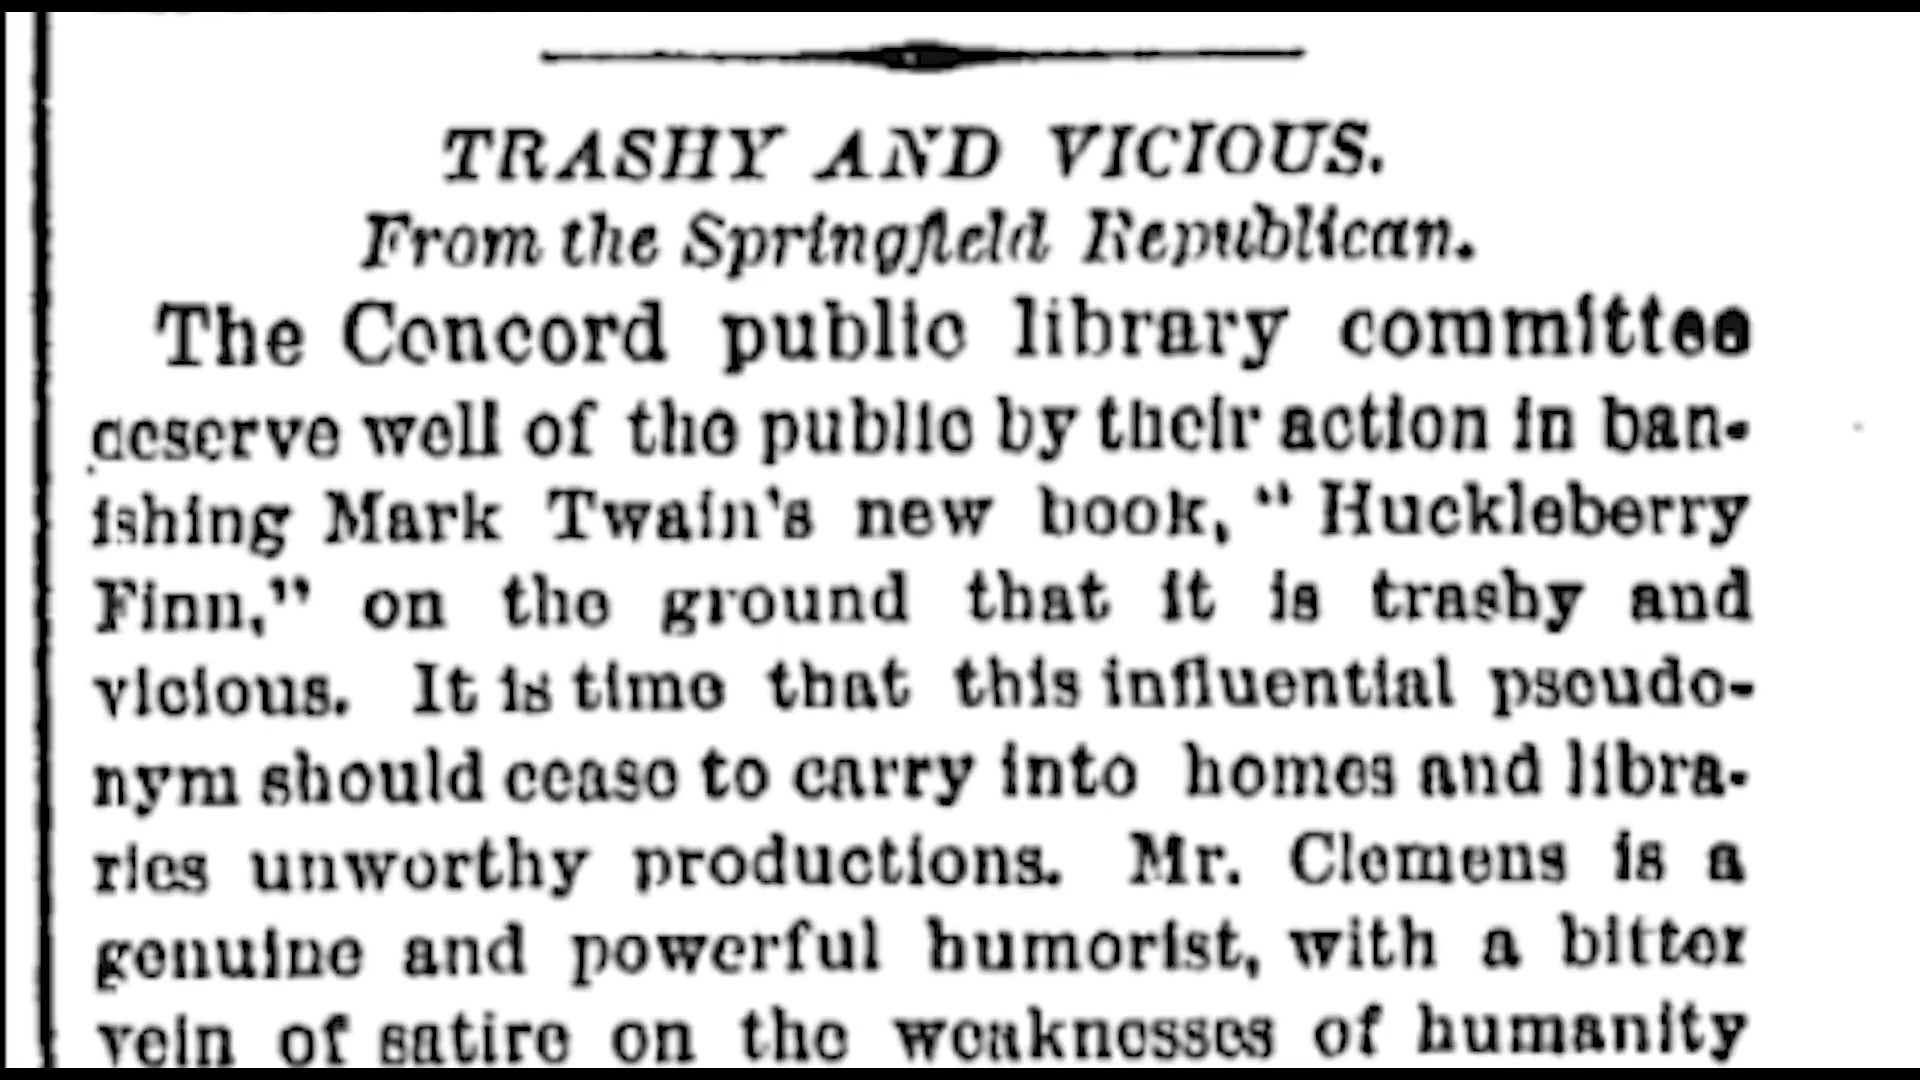 TRASHY AND VICIOUS.
From the Springfield Republican.
The Concord public library committee
deserve well of the public by their action in ban-
ishing Mark Twain's new book, "Huckleberry
Finn," on the ground that it is trashy and
vicious. It is time that this influential pseudo-
nym should cease to carry into homes and libra-
ries unworthy productions. Mr. Clemens is a
genuine and powerful humorist, with a bitter
vein of satire on the weaknesses of humanity